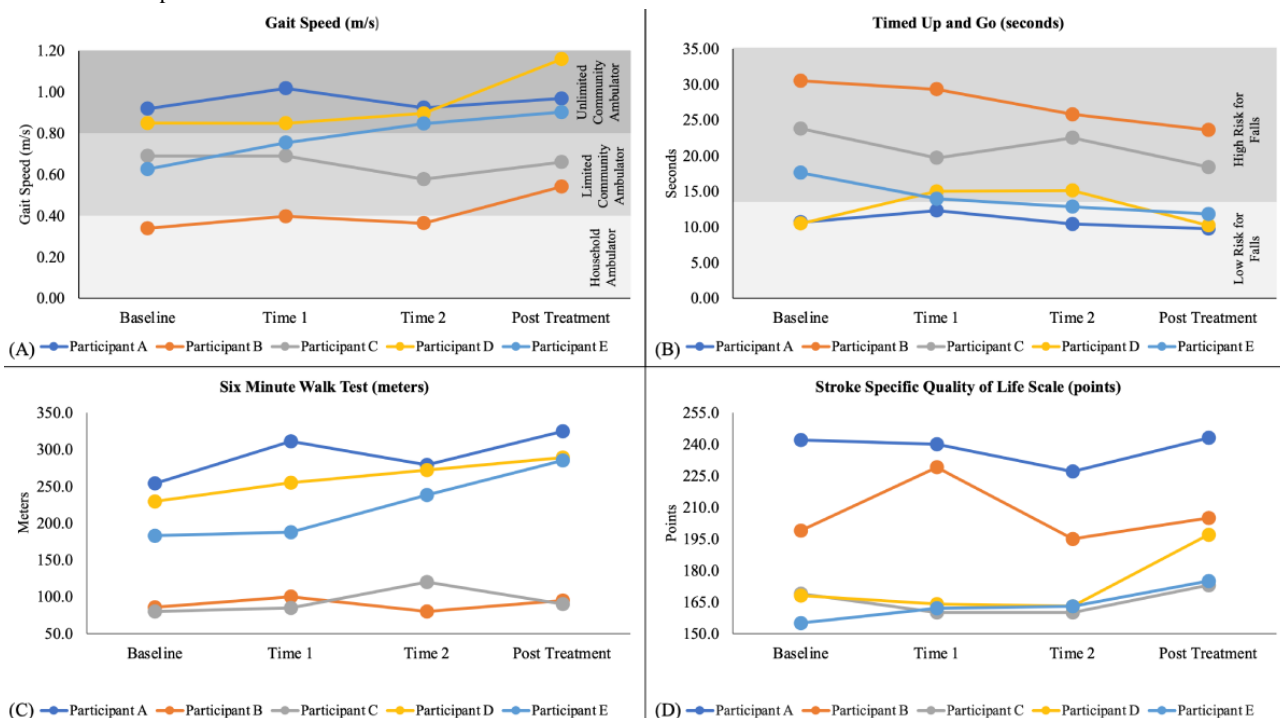 Gait Speed (m/s)
1.20
1.00
0.80
0.60
0.40
0.20
0.00
Gait Speed (m/s)
Unlimited
Community
Ambulator
Limited
Community
Ambulator
Household
Ambulator
Baseline
Time 1
Time 2
Post Treatment
(A)
Participant A
Participant B
Participant C
Participant D
Participant E
Timed Up and Go (seconds)
35.00
30.00
25.00
20.00
15.00
10.00
5.00
0.00
Seconds
High Risk for
Falls
Low Risk for
Falls
Baseline
Time 1
Time 2
Post Treatment
(B)
Participant A
Participant B
Participant C
Participant D
Participant E
Six Minute Walk Test (meters)
350.0
300.0
250.0
200.0
150.0
100.0
50.0
Meters
Baseline
Time 1
Time 2
Post Treatment
(C)
Participant A
Participant B
Participant C
Participant D
Participant E
Stroke Specific Quality of Life Scale (points)
255.0
240.0
225.0
210.0
195.0
180.0
165.0
150.0
Points
Baseline
Time 1
Time 2
Post Treatment
(D)
Participant A
Participant B
Participant C
Participant D
Participant E